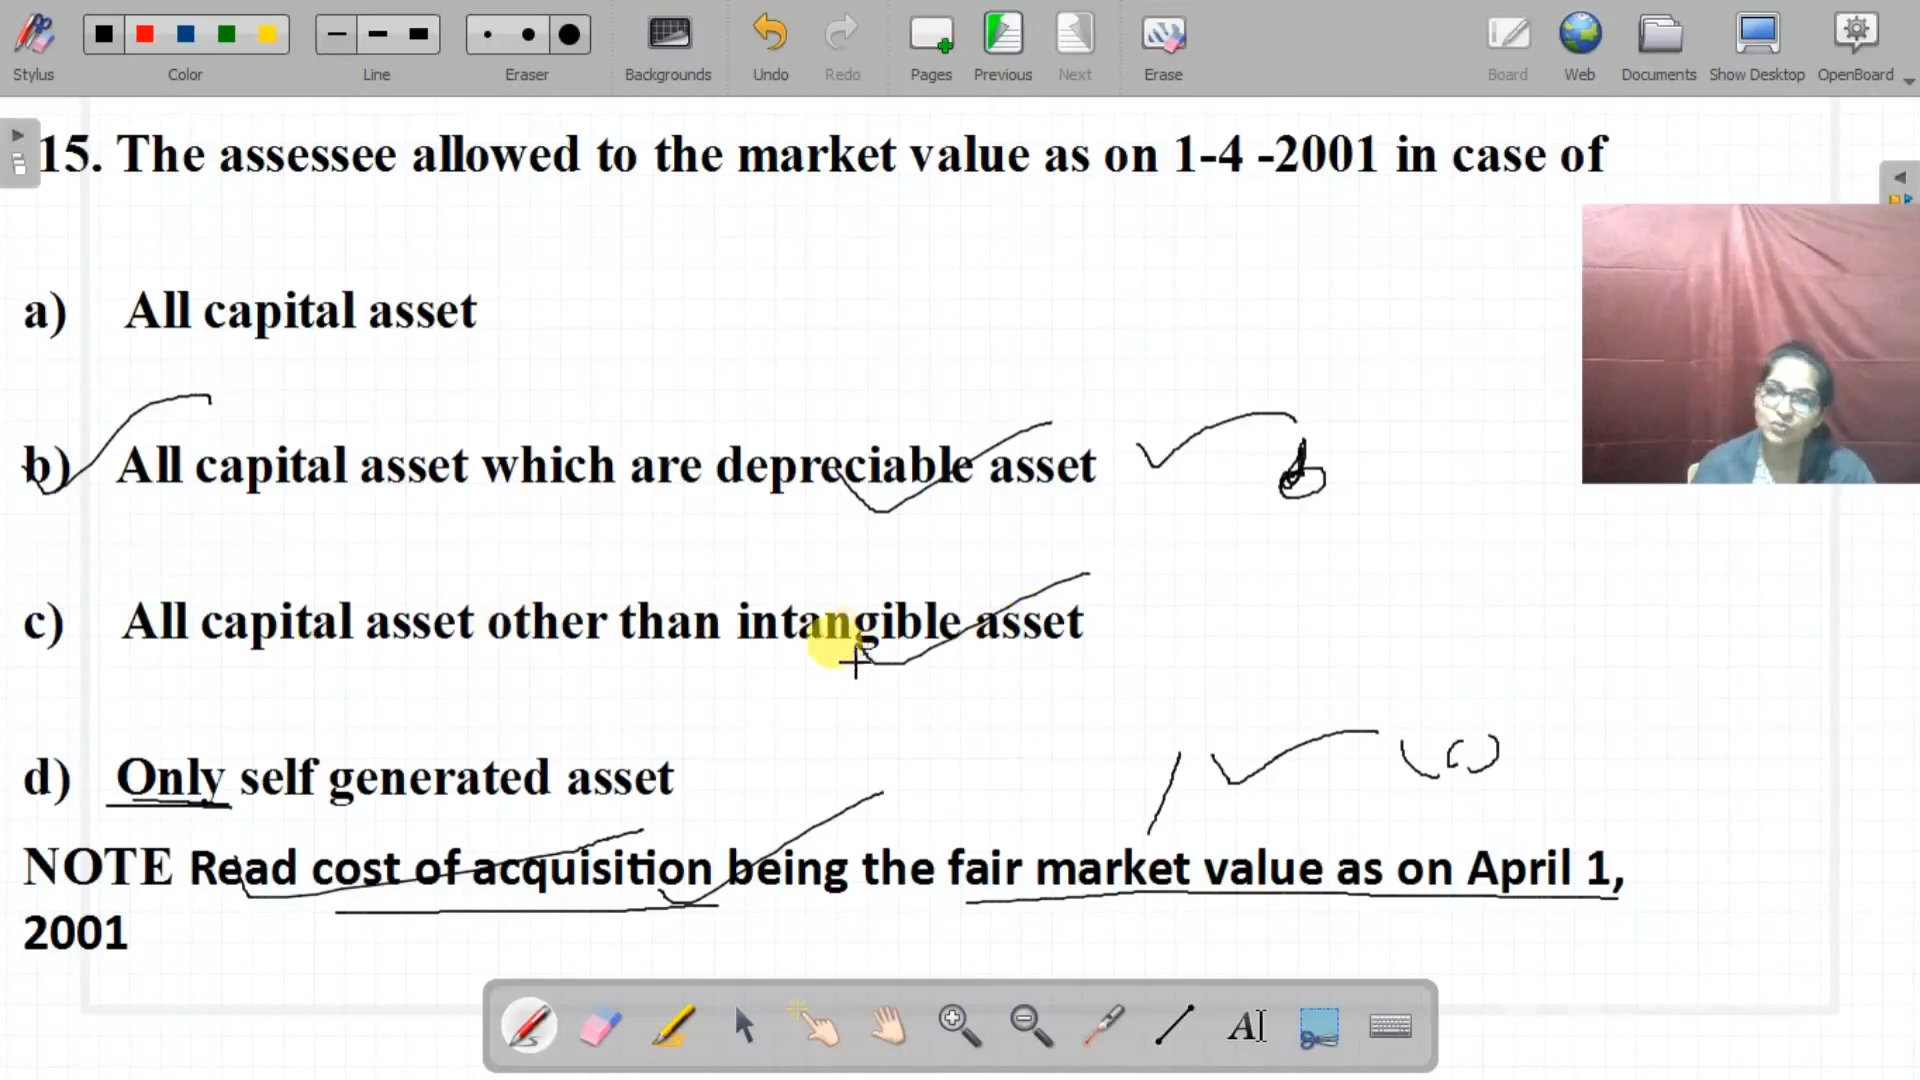 Stylus Color Line Eraser Backgrounds Undo Redo Pages Previous Next Erase Board Web Documents Show Desktop OpenBoard
15. The assessee allowed to the market value as on 1-4 -2001 in case of
a) All capital asset
b) All capital asset which are depreciable asset
c) All capital asset other than intangible asset
d) Only self generated asset
(c)
NOTE Read cost of acquisition being the fair market value as on April 1,
2001